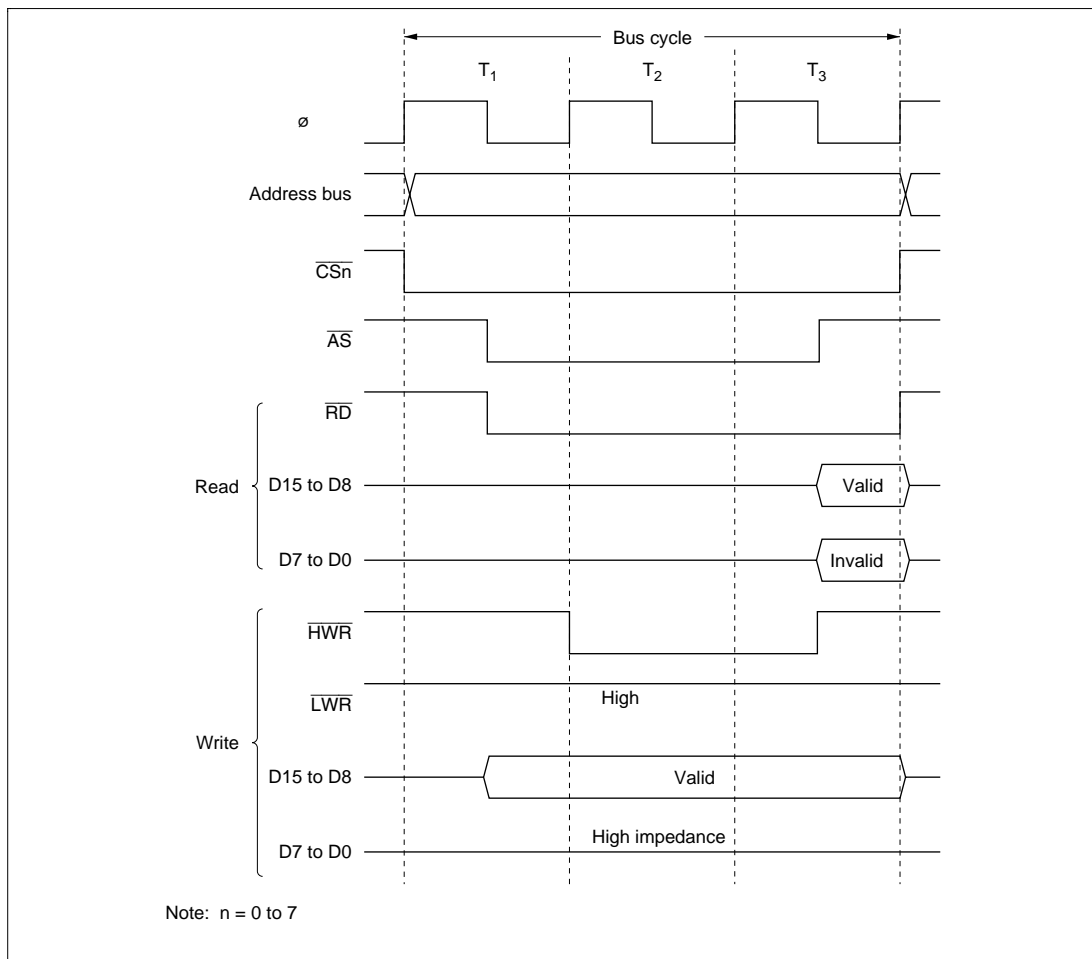 Bus cycle
T1 T2 T3
ø
Address bus
CSn
AS
RD
Read
D15 to D8 Valid
D7 to D0 Invalid
HWR
LWR High
Write
D15 to D8 Valid
High impedance
D7 to D0
Note: n = 0 to 7